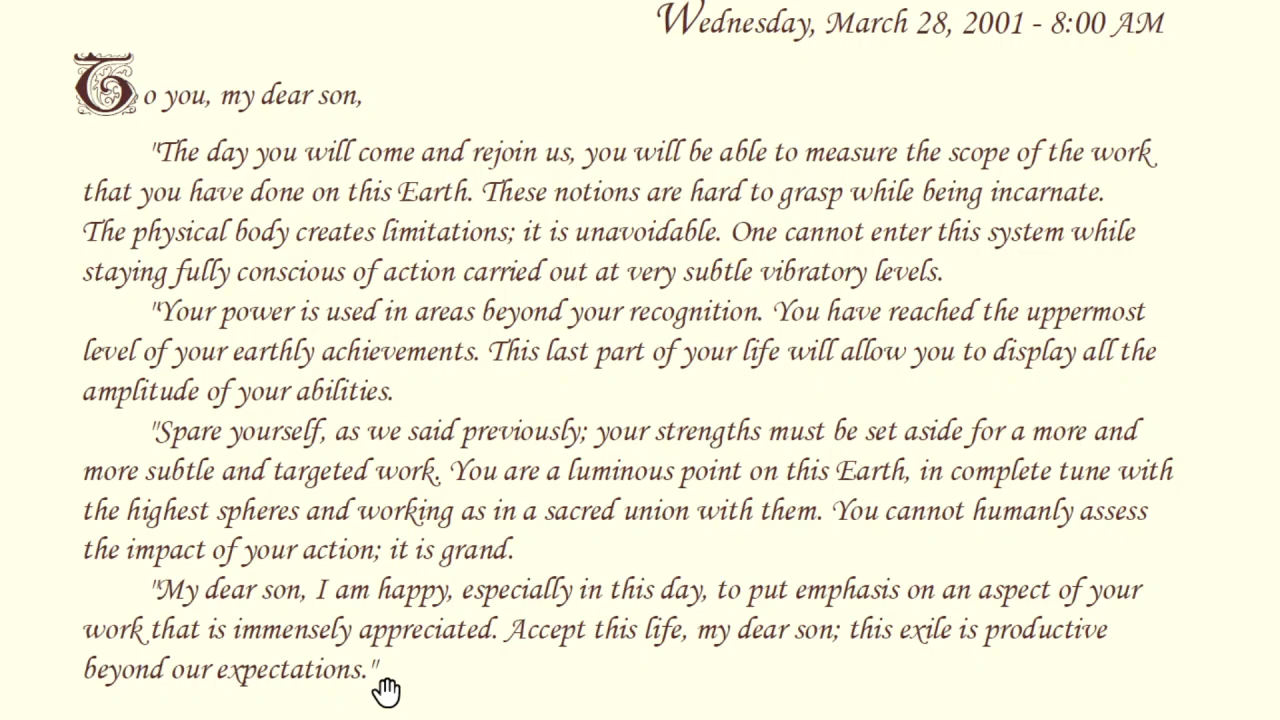 Wednesday, March 28, 2001 - 8:00 AM
To you, my dear son,
"The day you will come and rejoin us, you will be able to measure the scope of the work
that you have done on this Earth. These notions are hard to grasp while being incarnate.
The physical body creates limitations; it is unavoidable. One cannot enter this system while
staying fully conscious of action carried out at very subtle vibratory levels.
"Your power is used in areas beyond your recognition. You have reached the uppermost
level of your earthly achievements. This last part of your life will allow you to display all the
amplitude of your abilities.
"Spare yourself, as we said previously; your strengths must be set aside for a more and
more subtle and targeted work. You are a luminous point on this Earth, in complete tune with
the highest spheres and working as in a sacred union with them. You cannot humanly assess
the impact of your action; it is grand.
"My dear son, I am happy, especially in this day, to put emphasis on an aspect of your
work that is immensely appreciated. Accept this life, my dear son; this exile is productive
beyond our expectations."